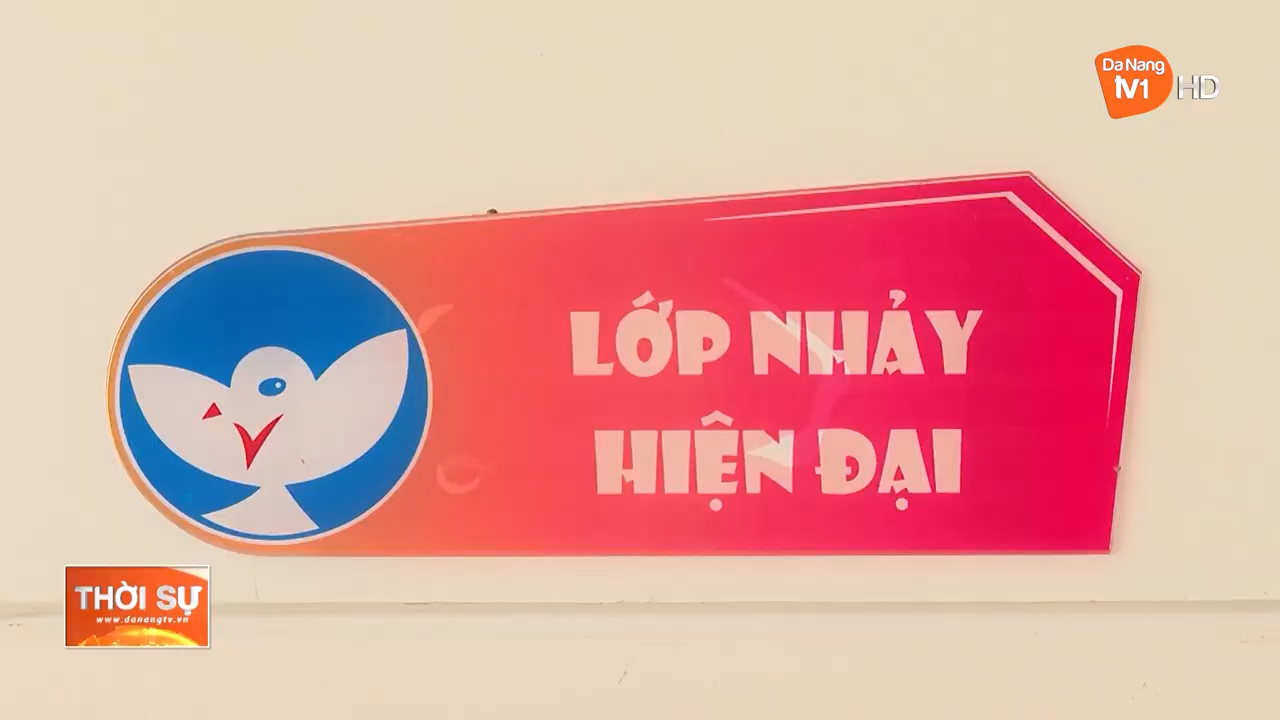 Da Nang
TV1 HD
LỚP NHẢY
HIỆN ĐẠI
THỜI SỰ
www.danangtv.vn